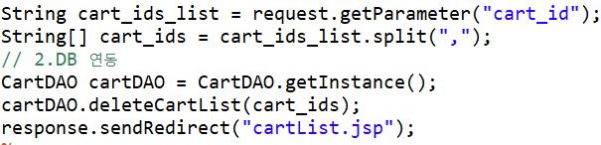 String cart_ids_list = request.getParameter("cart_id");
String[] cart_ids = cart_ids_list.split(",");
// 2.DB 연동
CartDAO cartDAO = CartDAO.getInstance();
cartDAO.deleteCartList(cart_ids);
response.sendRedirect("cartList.jsp");